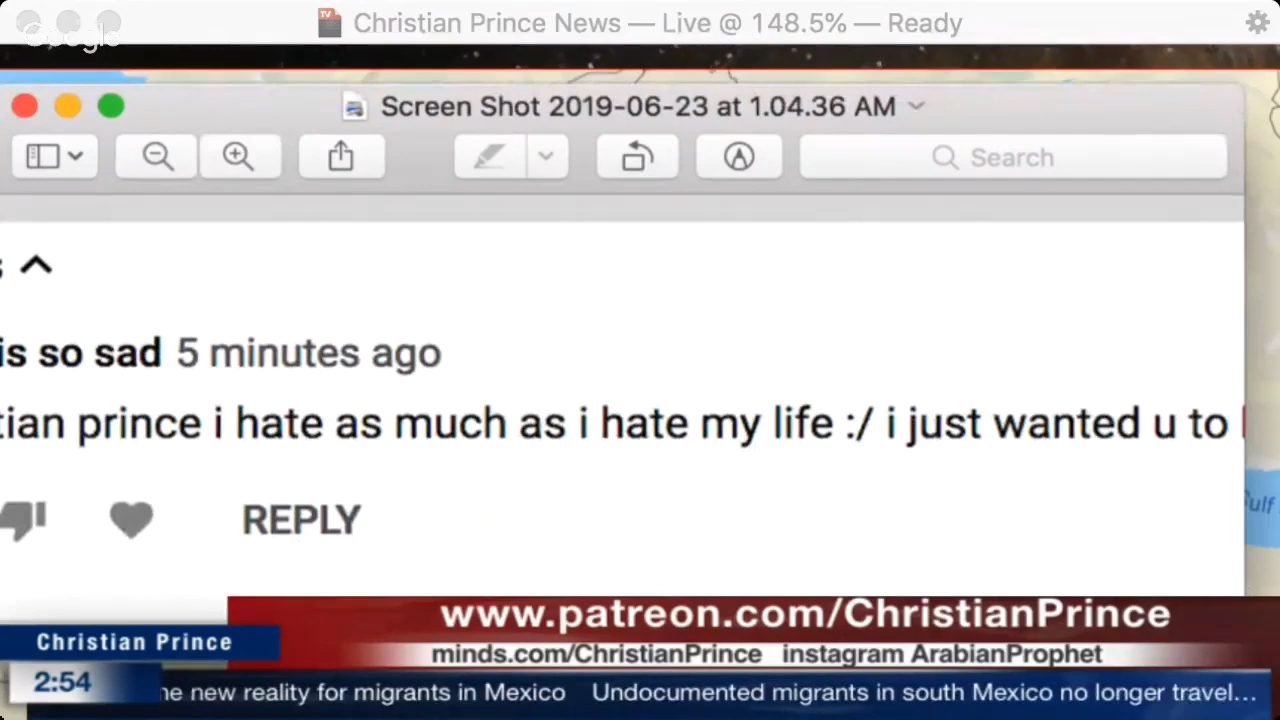 Christian Prince News — Live @ 148.5% — Ready
Google
Screen Shot 2019-06-23 at 1.04.36 AM
Search
is so sad 5 minutes ago
tian prince i hate as much as i hate my life :/ i just wanted u to
REPLY
Gulf
www.patreon.com/ChristianPrince
Christian Prince
minds.com/ChristianPrince instagram ArabianProphet
2:54
he new reality for migrants in Mexico Undocumented migrants in south Mexico no longer travel...